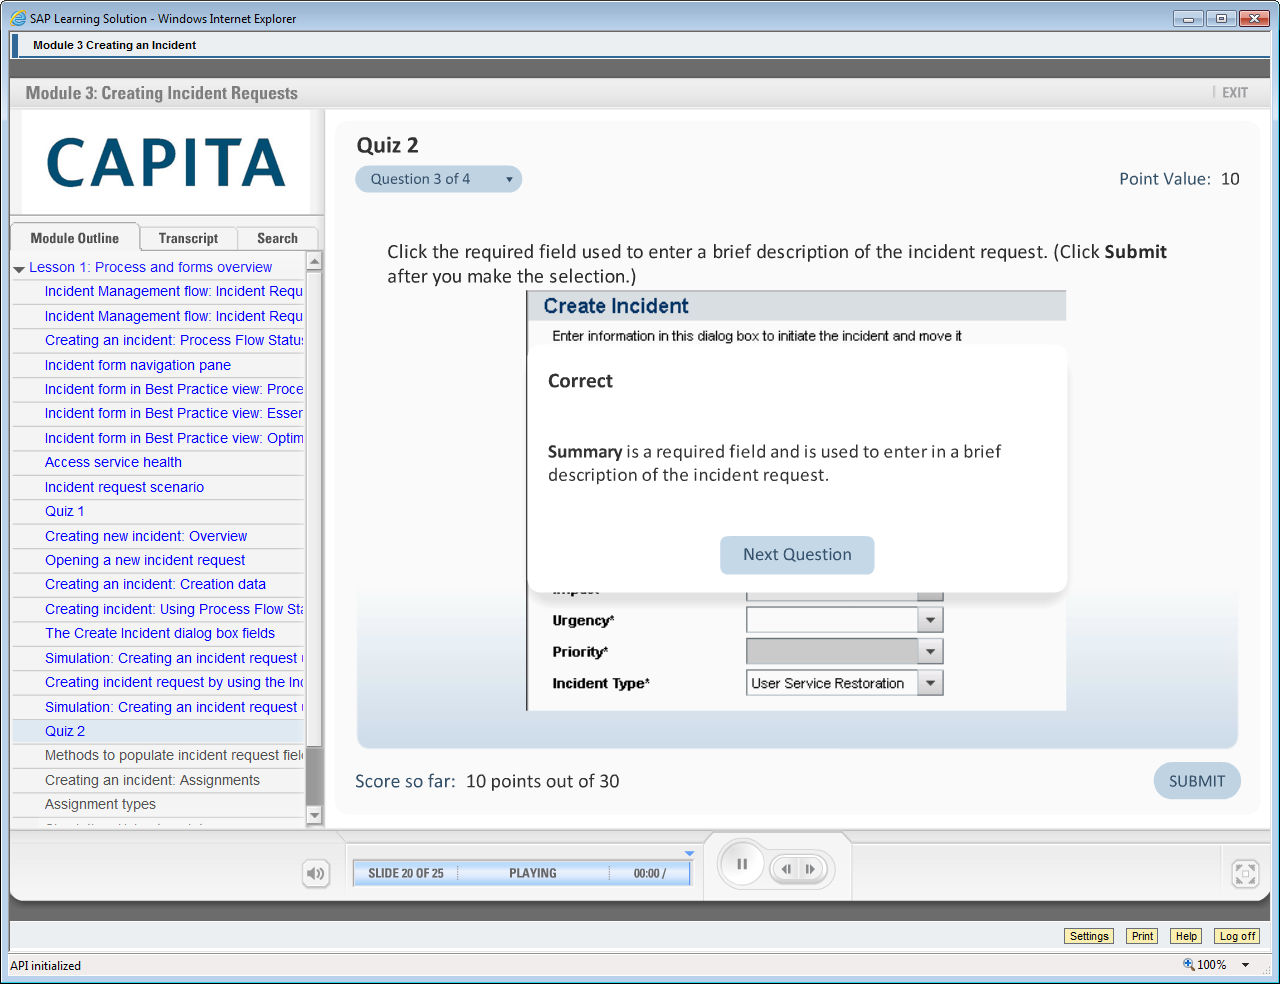 SAP Learning Solution - Windows Internet Explorer
Module 3 Creating an Incident
Module 3: Creating Incident Requests
EXIT
CAPITA
Module Outline
Transcript
Search
Lesson 1: Process and forms overview
Incident Management flow: Incident Requ
Incident Management flow: Incident Requ
Creating an incident: Process Flow Status
Incident form navigation pane
Incident form in Best Practice view: Proce
Incident form in Best Practice view: Essen
Incident form in Best Practice view: Optim
Access service health
Incident request scenario
Quiz 1
Creating new incident: Overview
Opening a new incident request
Creating an incident: Creation data
Creating incident: Using Process Flow Sta
The Create Incident dialog box fields
Simulation: Creating an incident request u
Creating incident request by using the Inc
Simulation: Creating an incident request u
Quiz 2
Methods to populate incident request field
Creating an incident: Assignments
Assignment types
Quiz 2
Question 3 of 4
Point Value: 10
Click the required field used to enter a brief description of the incident request. (Click Submit
after you make the selection.)
Create Incident
Enter information in this dialog box to initiate the incident and move it
Correct
Summary is a required field and is used to enter in a brief
description of the incident request.
Next Question
Impact
Urgency*
Priority*
Incident Type*
User Service Restoration
Score so far: 10 points out of 30
SUBMIT
SLIDE 20 OF 25
PLAYING
00:00 /
Settings
Print
Help
Log off
API initialized
100%